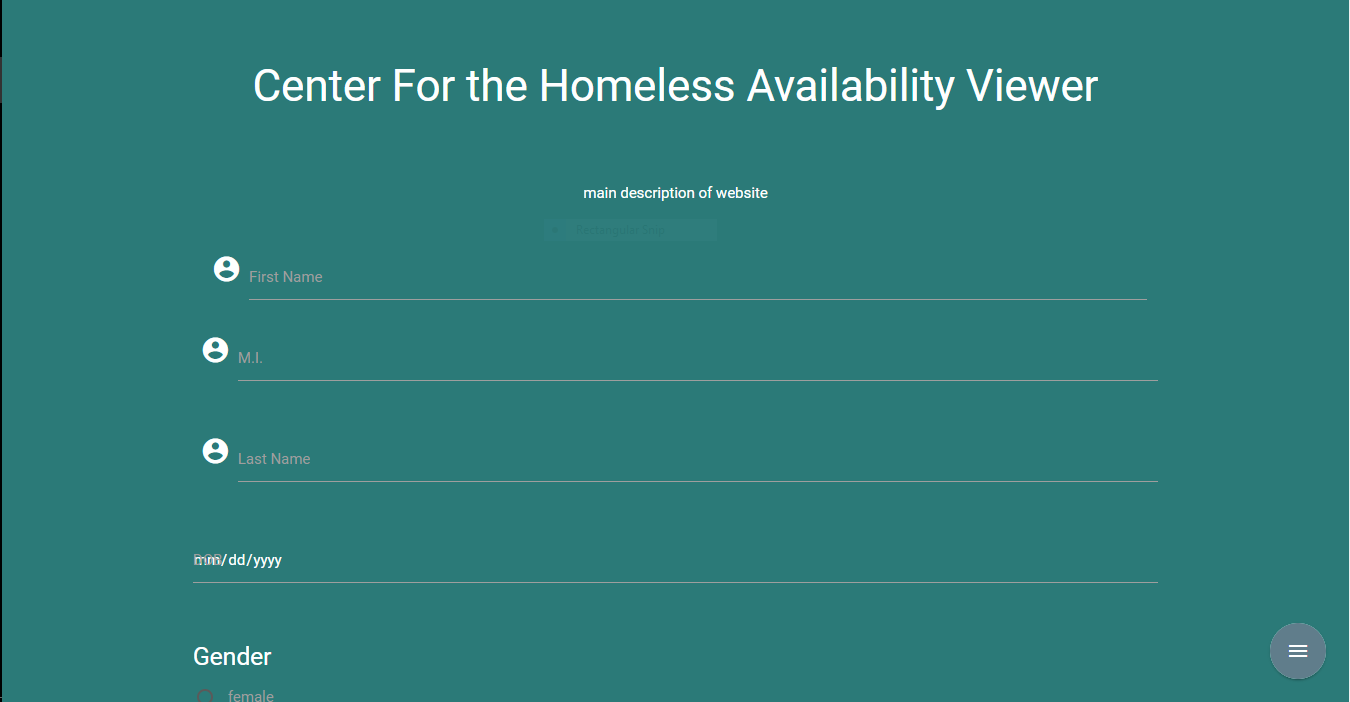 Center For the Homeless Availability Viewer
main description of website
Rectangular Snip
First Name
M.I.
Last Name
DOB
mm/dd/yyyy
Gender
female